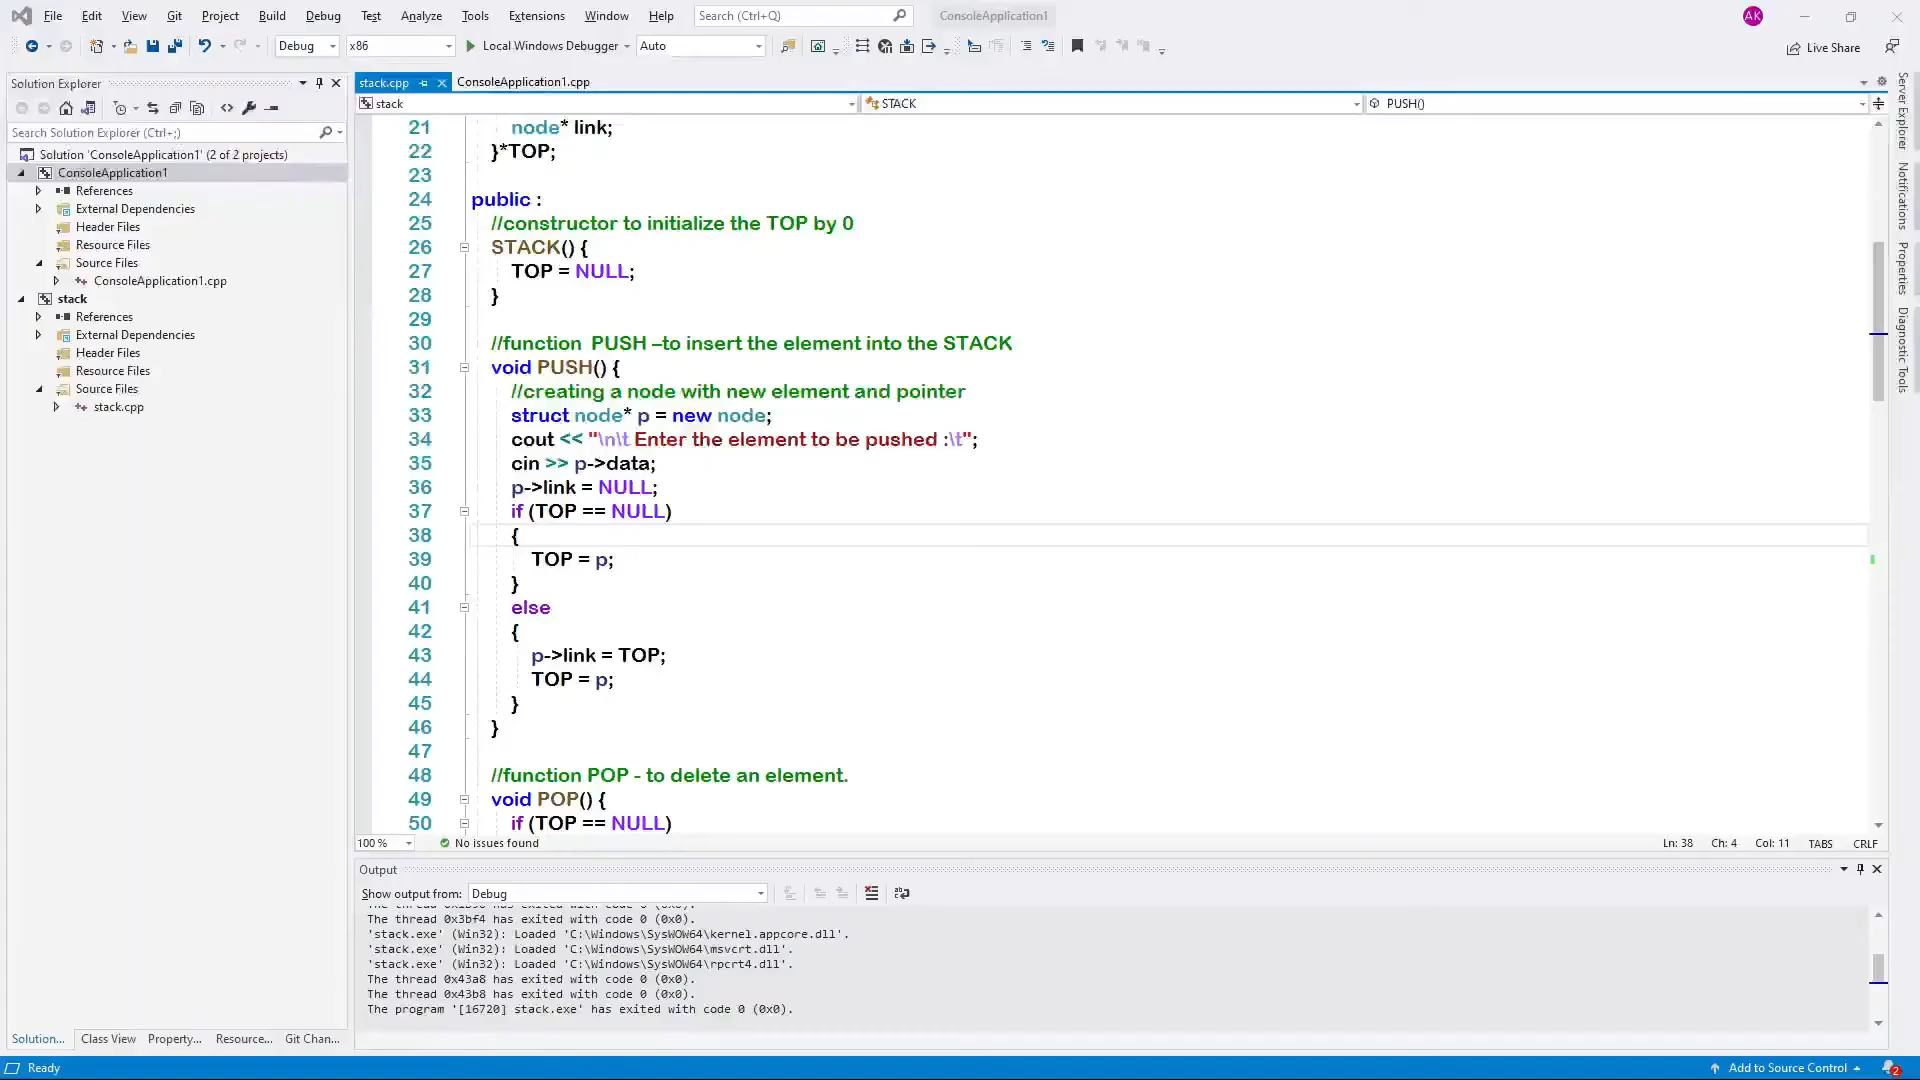 File Edit View Git Project Build Debug Test Analyze Tools Extensions Window Help Search (Ctrl+Q) ConsoleApplication1 AK
Debug x86 Local Windows Debugger Auto Live Share
Solution Explorer
Search Solution Explorer (Ctrl+;)
Solution 'ConsoleApplication1' (2 of 2 projects)
ConsoleApplication1
References
External Dependencies
Header Files
Resource Files
Source Files
ConsoleApplication1.cpp
stack
References
External Dependencies
Header Files
Resource Files
Source Files
stack.cpp
Solution... Class View Property... Resource... Git Chan...
stack.cpp ConsoleApplication1.cpp
stack STACK PUSH()
21 node* link;
22 }*TOP;
23
24 public :
25 //constructor to initialize the TOP by 0
26 STACK() {
27 TOP = NULL;
28 }
29
30 //function  PUSH –to insert the element into the STACK
31 void PUSH() {
32 //creating a node with new element and pointer
33 struct node* p = new node;
34 cout << "\n\t Enter the element to be pushed :\t";
35 cin >> p->data;
36 p->link = NULL;
37 if (TOP == NULL)
38 {
39 TOP = p;
40 }
41 else
42 {
43 p->link = TOP;
44 TOP = p;
45 }
46 }
47
48 //function POP - to delete an element.
49 void POP() {
50 if (TOP == NULL)
100 % No issues found Ln: 38 Ch: 4 Col: 11 TABS CRLF
Output
Show output from: Debug
The thread 0x3bf4 has exited with code 0 (0x0).
'stack.exe' (Win32): Loaded 'C:\Windows\SysWOW64\kernel.appcore.dll'.
'stack.exe' (Win32): Loaded 'C:\Windows\SysWOW64\msvcrt.dll'.
'stack.exe' (Win32): Loaded 'C:\Windows\SysWOW64\rpcrt4.dll'.
The thread 0x43a8 has exited with code 0 (0x0).
The thread 0x43b8 has exited with code 0 (0x0).
The program '[16720] stack.exe' has exited with code 0 (0x0).
Server Explorer
Notifications
Properties
Diagnostic Tools
Ready Add to Source Control 2